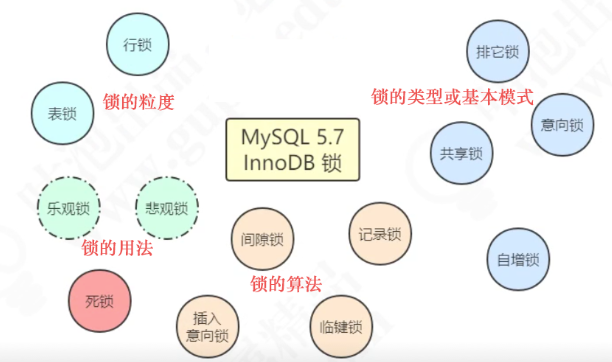 行锁
排它锁
锁的粒度
锁的类型或基本模式
表锁
意向锁
MySQL 5.7
InnoDB 锁
共享锁
乐观锁
悲观锁
间隙锁
记录锁
锁的用法
自增锁
锁的算法
死锁
插入
意向锁
临键锁